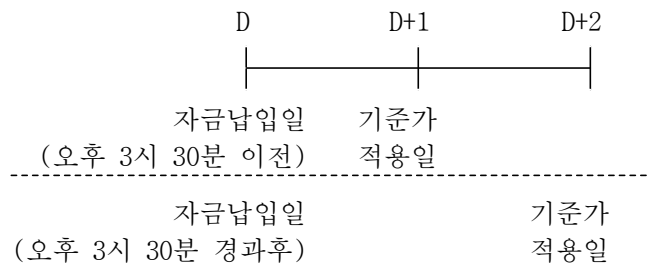 D D+1 D+2
자금납입일 기준가
(오후 3시 30분 이전) 적용일
자금납입일 기준가
(오후 3시 30분 경과후) 적용일